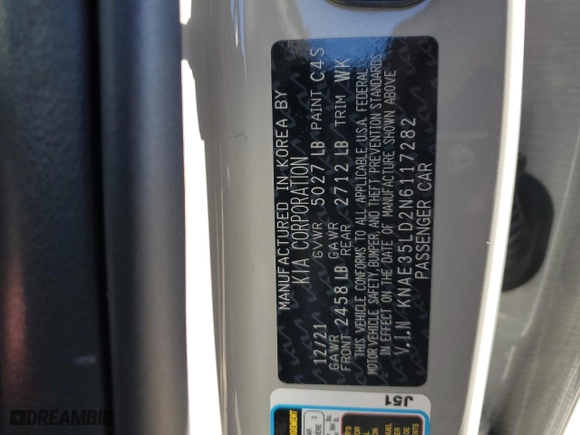 MANUFACTURED IN KOREA BY
KIA CORPORATION
12/21 GVWR 5027 LB PAINT C4S
GAWR FRONT 2458 LB GAWR REAR 2712 LB TRIM WK
THIS VEHICLE CONFORMS TO ALL APPLICABLE U.S.A. FEDERAL
MOTOR VEHICLE SAFETY, BUMPER, AND THEFT PREVENTION STANDARDS
IN EFFECT ON THE DATE OF MANUFACTURE SHOWN ABOVE
V.I.N KNAE35LD2N6117282
PASSENGER CAR
J51
DREAMBID